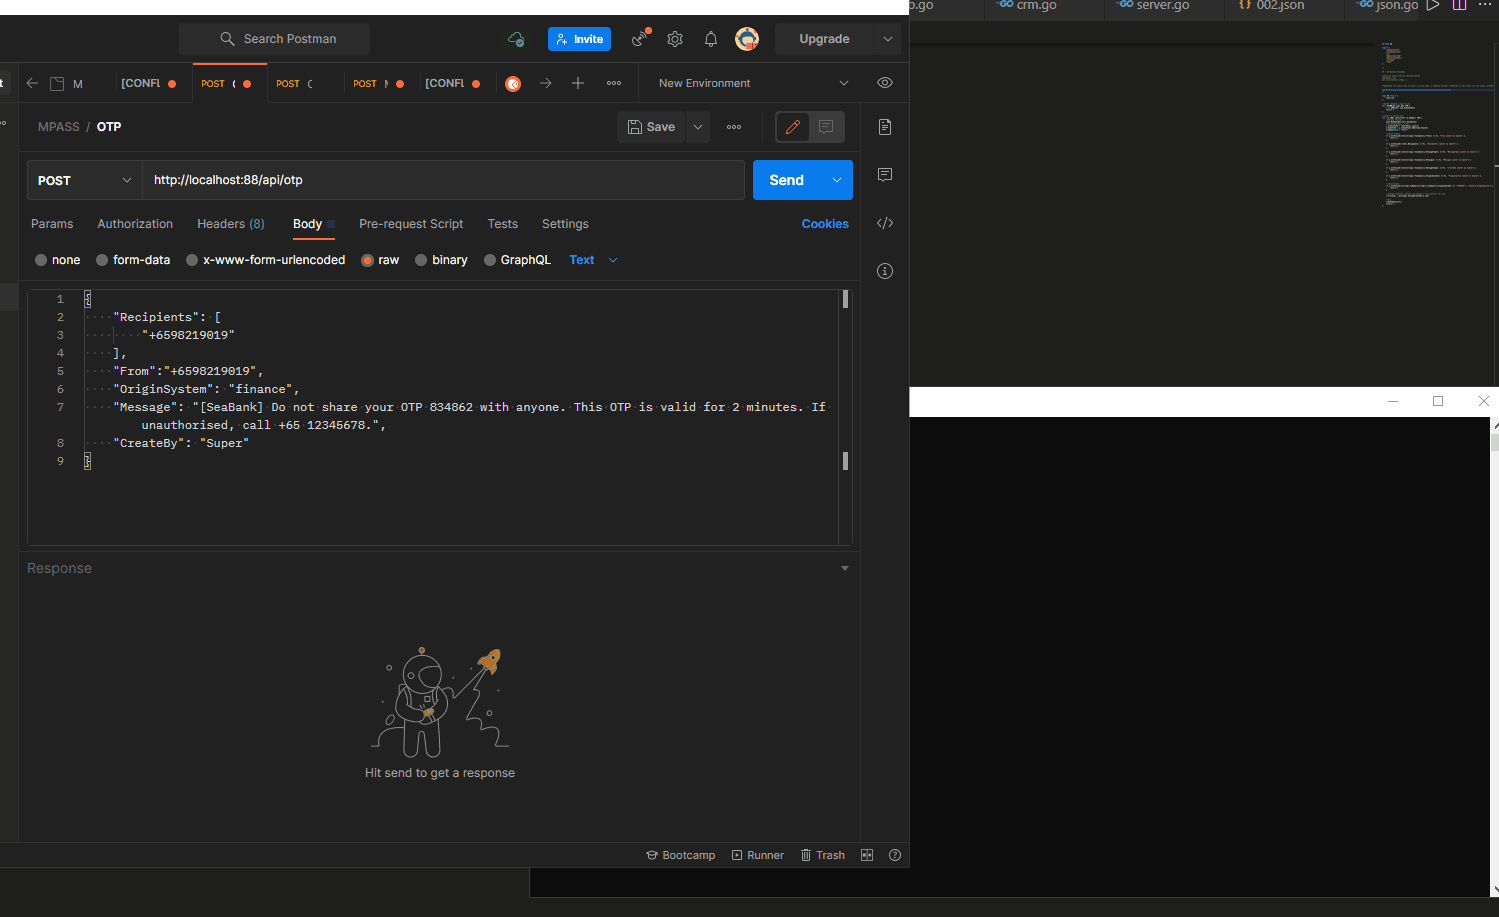 p.go
crm.go
server.go
{} 002.json
json.go
Search Postman
Invite
Upgrade
M
[CONFL
POST
POST
POST
[CONFL
New Environment
MPASS / OTP
Save
POST
http://localhost:88/api/otp
Send
Params
Authorization
Headers (8)
Body
Pre-request Script
Tests
Settings
Cookies
none
form-data
x-www-form-urlencoded
raw
binary
GraphQL
Text
1 {
2 "Recipients": [
3 "+6598219019"
4 ],
5 "From":"+6598219019",
6 "OriginSystem": "finance",
7 "Message": "[SeaBank] Do not share your OTP 834862 with anyone. This OTP is valid for 2 minutes. If
unauthorised, call +65 12345678.",
8 "CreateBy": "Super"
9 }
Response
Hit send to get a response
Bootcamp
Runner
Trash